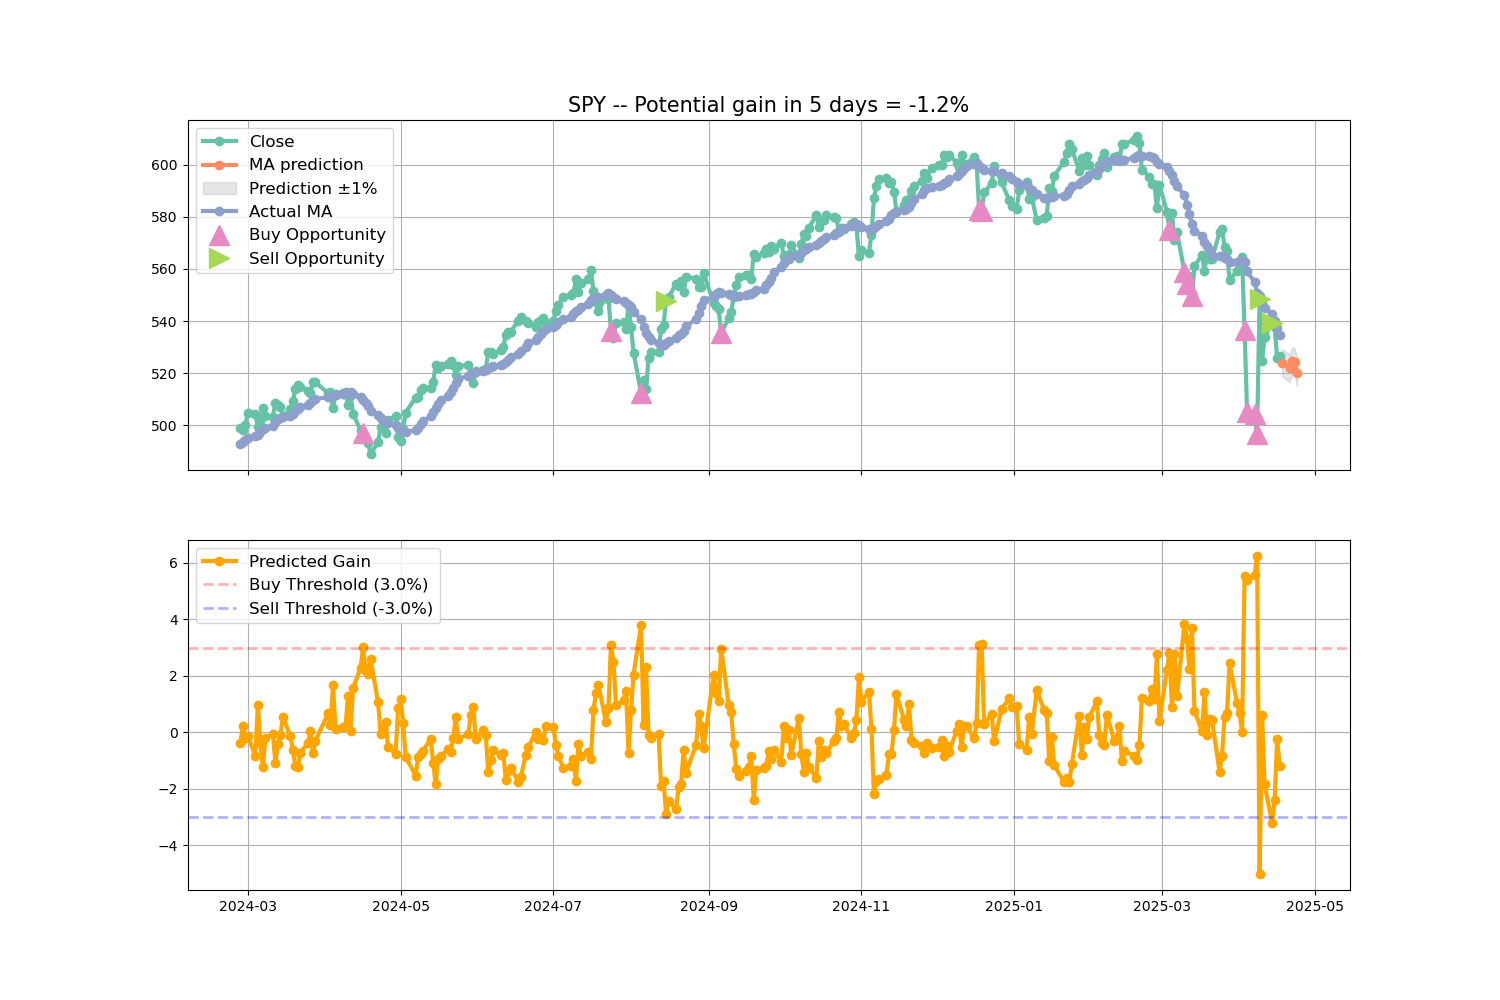 SPY -- Potential gain in 5 days = -1.2%
Close
MA prediction
Prediction ±1%
Actual MA
Buy Opportunity
Sell Opportunity
600
580
560
540
520
500
Predicted Gain
Buy Threshold (3.0%)
Sell Threshold (-3.0%)
6
4
2
0
−2
−4
2024-03 2024-05 2024-07 2024-09 2024-11 2025-01 2025-03 2025-05